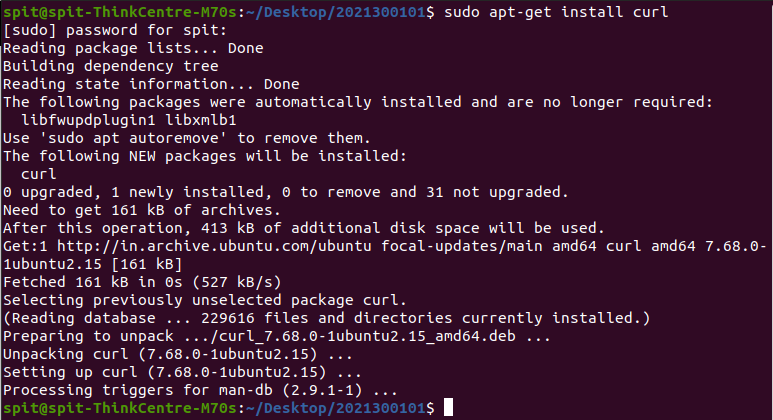 spit@spit-ThinkCentre-M70s:~/Desktop/2021300101$ sudo apt-get install curl
[sudo] password for spit:
Reading package lists... Done
Building dependency tree
Reading state information... Done
The following packages were automatically installed and are no longer required:
  libfwupdplugin1 libxmlb1
Use 'sudo apt autoremove' to remove them.
The following NEW packages will be installed:
  curl
0 upgraded, 1 newly installed, 0 to remove and 31 not upgraded.
Need to get 161 kB of archives.
After this operation, 413 kB of additional disk space will be used.
Get:1 http://in.archive.ubuntu.com/ubuntu focal-updates/main amd64 curl amd64 7.68.0-
1ubuntu2.15 [161 kB]
Fetched 161 kB in 0s (527 kB/s)
Selecting previously unselected package curl.
(Reading database ... 229616 files and directories currently installed.)
Preparing to unpack .../curl_7.68.0-1ubuntu2.15_amd64.deb ...
Unpacking curl (7.68.0-1ubuntu2.15) ...
Setting up curl (7.68.0-1ubuntu2.15) ...
Processing triggers for man-db (2.9.1-1) ...
spit@spit-ThinkCentre-M70s:~/Desktop/2021300101$